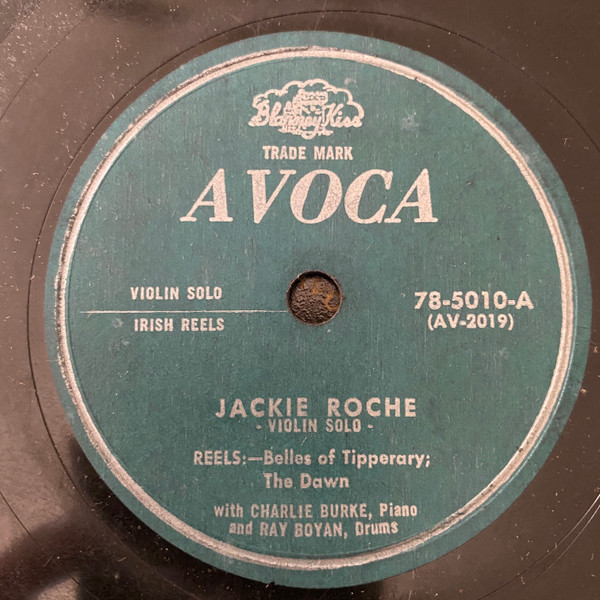 Blarney Kiss
TRADE MARK
AVOCA
VIOLIN SOLO
IRISH REELS
78-5010-A
(AV-2019)
JACKIE ROCHE
- VIOLIN SOLO -
REELS:—Belles of Tipperary;
The Dawn
with CHARLIE BURKE, Piano
and RAY BOYAN, Drums